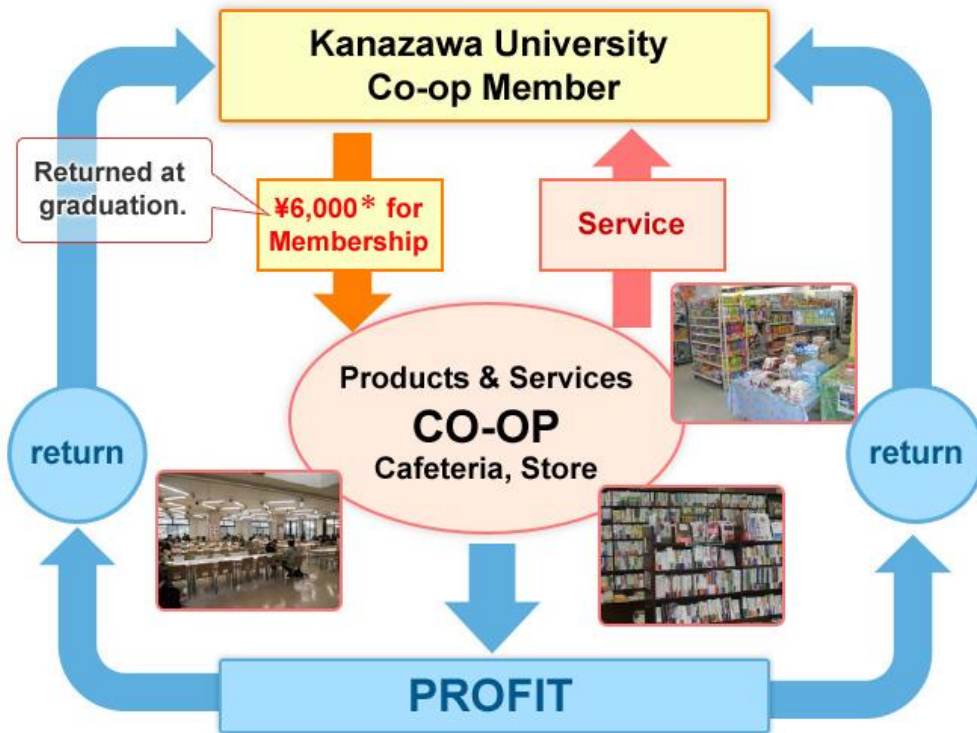 Kanazawa University
Co-op Member
Returned at
graduation.
¥6,000* for
Membership
Service
Products & Services
CO-OP
Cafeteria, Store
return
return
PROFIT